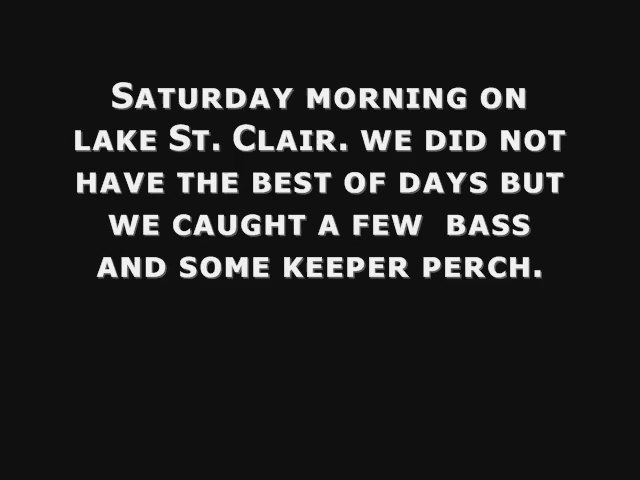 Saturday morning on
lake St. Clair. we did not
have the best of days but
we caught a few bass
and some keeper perch.